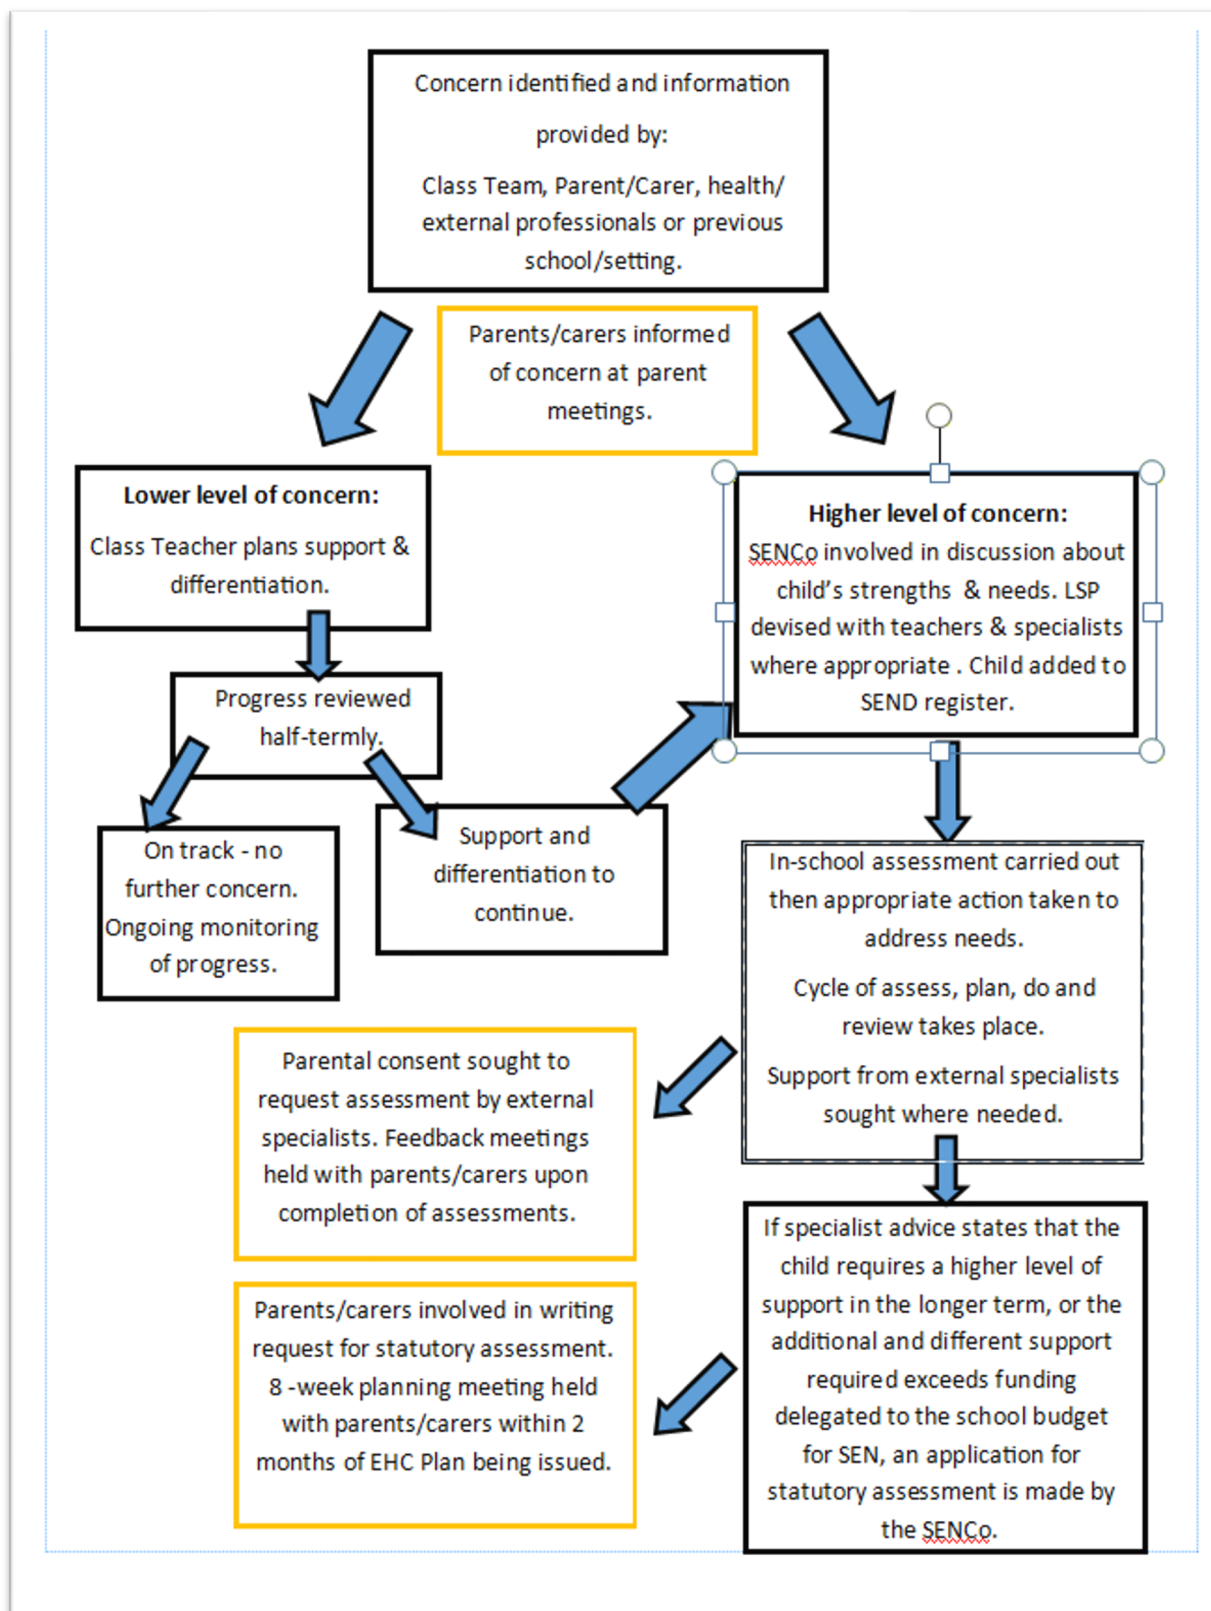 Concern identified and information
provided by:
Class Team, Parent/Carer, health/
external professionals or previous
school/setting.
Parents/carers informed
of concern at parent
meetings.
Lower level of concern:
Class Teacher plans support &
differentiation.
Higher level of concern:
SENCo involved in discussion about
child's strengths  & needs. LSP
devised with teachers & specialists
where appropriate . Child added to
SEND register.
Progress reviewed
half-termly.
On track - no
further concern.
Ongoing monitoring
of progress.
Support and
differentiation to
continue.
In-school assessment carried out
then appropriate action taken to
address needs.
Cycle of assess, plan, do and
review takes place.
Support from external specialists
sought where needed.
Parental consent sought to
request assessment by external
specialists. Feedback meetings
held with parents/carers upon
completion of assessments.
If specialist advice states that the
child requires a higher level of
support in the longer term, or the
additional and different support
required exceeds funding
delegated to the school budget
for SEN, an application for
statutory assessment is made by
the SENCo.
Parents/carers involved in writing
request for statutory assessment.
8 -week planning meeting held
with parents/carers within 2
months of EHC Plan being issued.